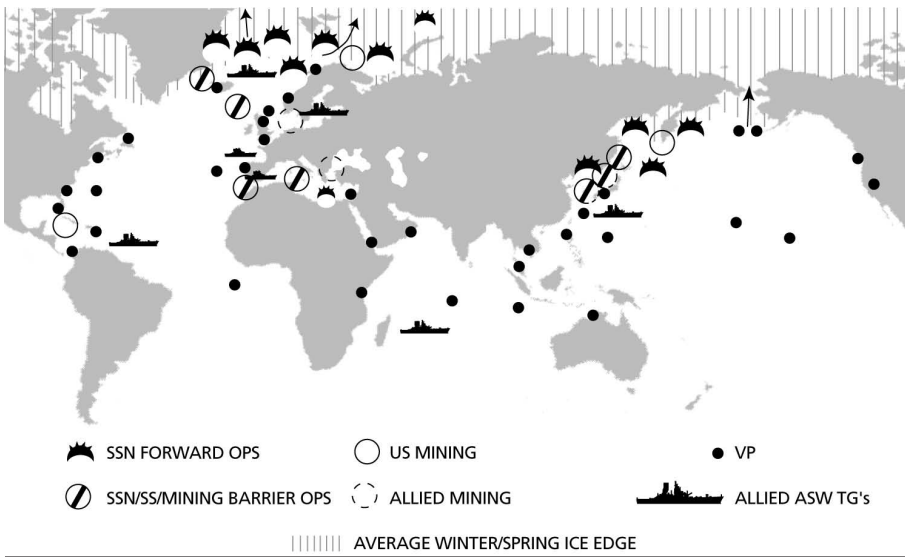 SSN FORWARD OPS
US MINING
VP
SSN/SS/MINING BARRIER OPS
ALLIED MINING
ALLIED ASW TG's
AVERAGE WINTER/SPRING ICE EDGE